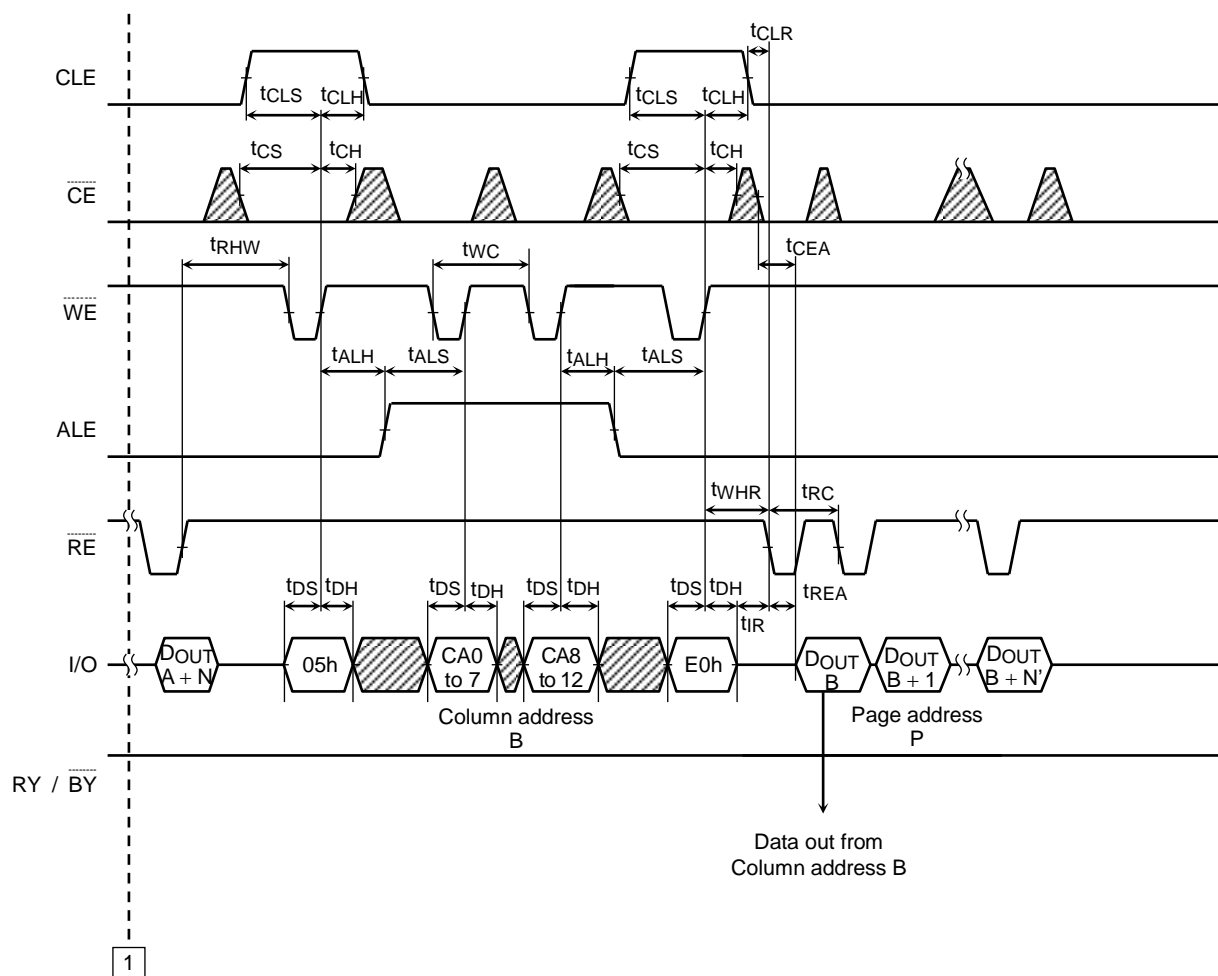 tCLR
CLE
tCLS tCLH tCLS tCLH
tCS tCH tCS tCH
CE
tRHW tWC tCEA
WE
tALH tALS tALH tALS
ALE
tWHR tRC
RE
tDS tDH tDS tDH tDS tDH tDS tDH tREA
tIR
I/O
DOUT
A + N
05h
CA0
to 7
CA8
to 12
E0h
DOUT
B
DOUT
B + 1
DOUT
B + N'
Column address
B
Page address
P
RY / BY
Data out from
Column address B
1